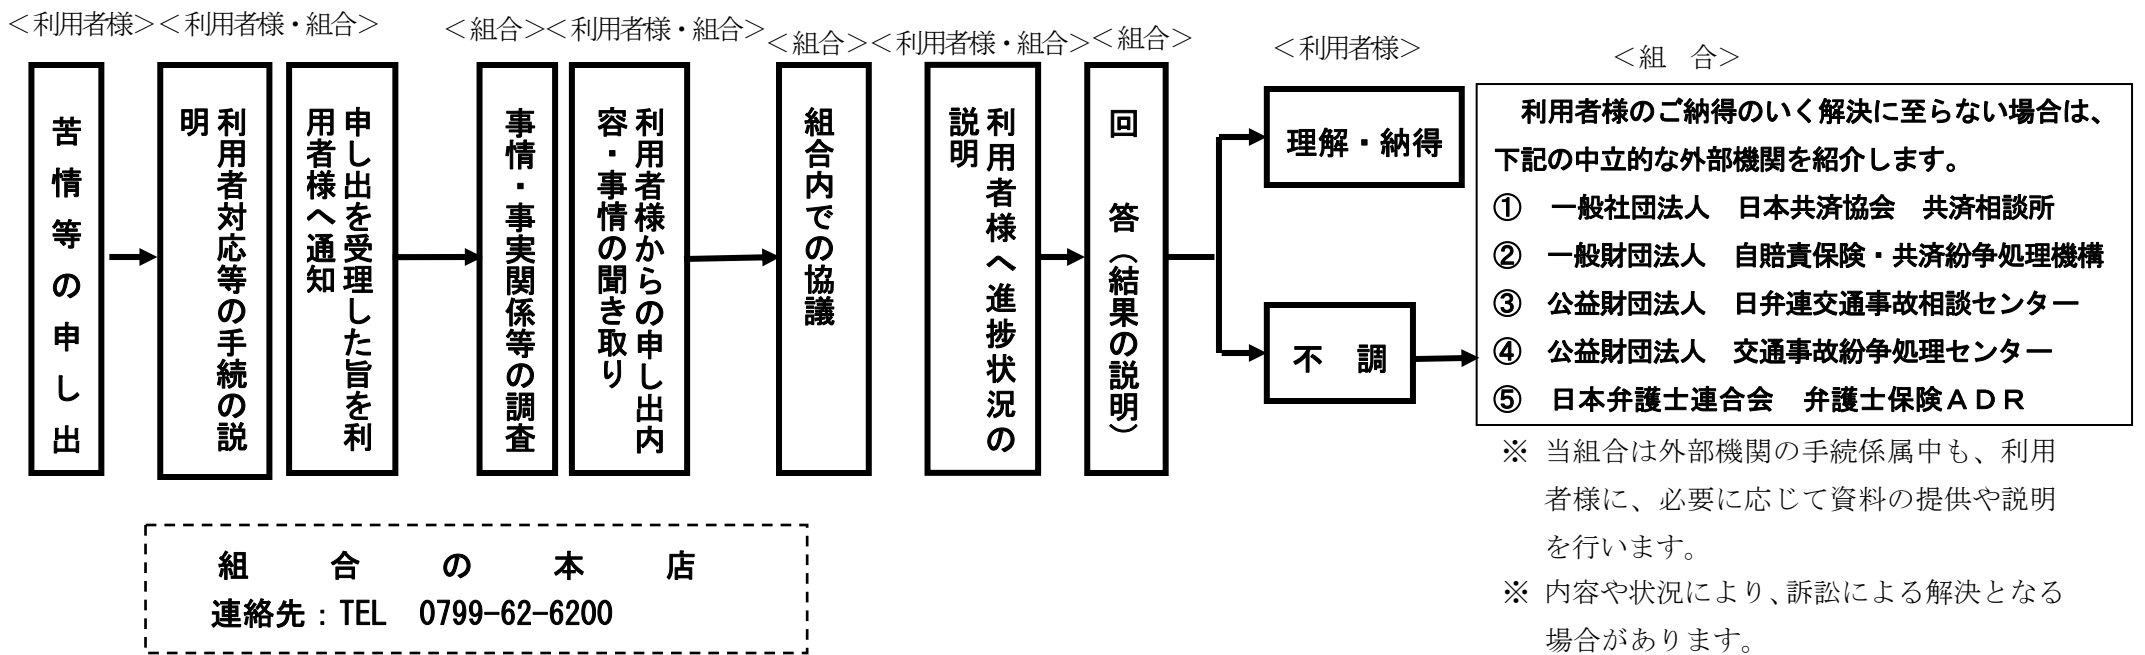 ＜利用者様＞
＜利用者様・組合＞
＜組合＞
＜利用者様・組合＞
＜組合＞
＜利用者様・組合＞
＜組合＞
＜利用者様＞
＜組　合＞
苦情等の申し出
利用者対応等の手続の説
明
申し出を受理した旨を利
用者様へ通知
事情・事実関係等の調査
利用者様からの申し出内
容・事情の聞き取り
組合内での協議
利用者様へ進捗状況の
説明
回　答（結果の説明）
理解・納得
不　調
利用者様のご納得のいく解決に至らない場合は、
下記の中立的な外部機関を紹介します。
①　一般社団法人　日本共済協会　共済相談所
②　一般財団法人　自賠責保険・共済紛争処理機構
③　公益財団法人　日弁連交通事故相談センター
④　公益財団法人　交通事故紛争処理センター
⑤　日本弁護士連合会　弁護士保険ＡＤＲ
※ 当組合は外部機関の手続係属中も、利用
者様に、必要に応じて資料の提供や説明
を行います。
※ 内容や状況により、訴訟による解決となる
場合があります。
組　合　の　本　店
連絡先：TEL　0799-62-6200